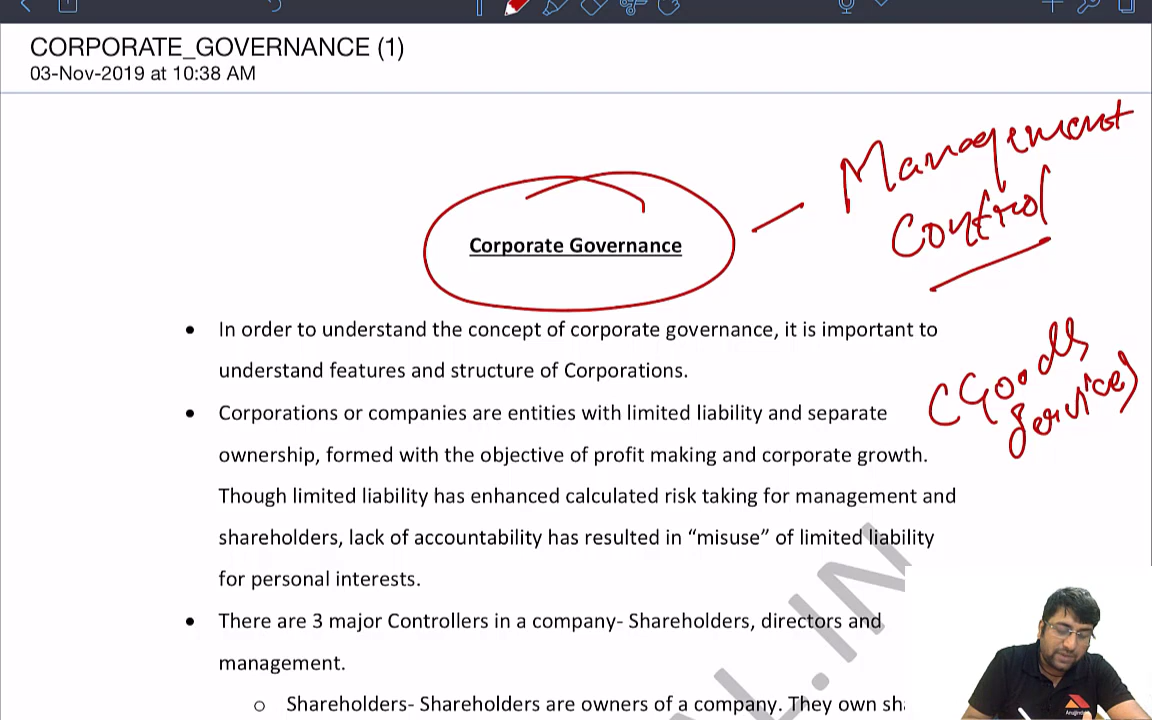 CORPORATE_GOVERNANCE (1)
03-Nov-2019 at 10:38 AM
Management
Control
Corporate Governance
• In order to understand the concept of corporate governance, it is important to
understand features and structure of Corporations.
(Goods
Services)
• Corporations or companies are entities with limited liability and separate
ownership, formed with the objective of profit making and corporate growth.
Though limited liability has enhanced calculated risk taking for management and
shareholders, lack of accountability has resulted in “misuse” of limited liability
for personal interests.
• There are 3 major Controllers in a company- Shareholders, directors and
management.
o Shareholders- Shareholders are owners of a company. They own